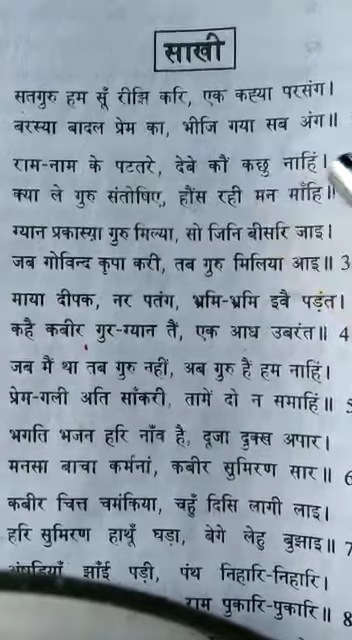 साखी
सतगुरु हम सूँ रीझि करि, एक कह्या परसंग।
बरस्या बादल प्रेम का, भीजि गया सब अंग॥
राम-नाम के पटतरे, देबे कौं कछु नाहिं।
क्या ले गुरु संतोषिए, हौंस रही मन माँहि॥
ग्यान प्रकास्या गुरु मिल्या, सो जिनि बीसरि जाइ।
जब गोविन्द कृपा करी, तब गुरु मिलिया आइ॥ 3
माया दीपक, नर पतंग, भ्रमि-भ्रमि इवै पड़ंत।
कहै कबीर गुर-ग्यान तैं, एक आध उबरंत॥ 4
जब मैं था तब गुरु नहीं, अब गुरु हैं हम नाहिं।
प्रेम-गली अति साँकरी, तामें दो न समाहिं॥ 5
भगति भजन हरि नाँव है, दूजा दुक्ख अपार।
मनसा बाचा कर्मनां, कबीर सुमिरण सार॥ 6
कबीर चित्त चमंकिया, चहुँ दिसि लागी लाइ।
हरि सुमिरण हाथूँ घड़ा, बेगे लेहु बुझाइ॥ 7
झाँई पड़ी, पंथ निहारि-निहारि।
राम पुकारि-पुकारि॥ 8